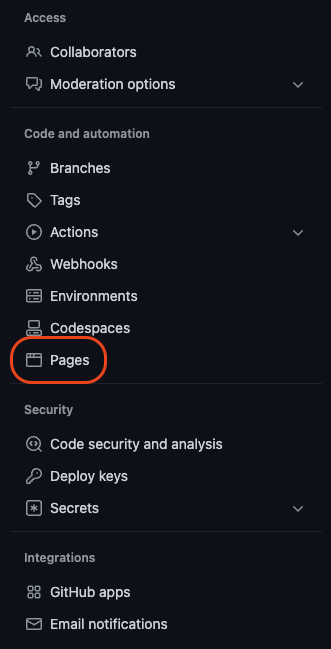 Access
Collaborators
Moderation options
Code and automation
Branches
Tags
Actions
Webhooks
Environments
Codespaces
Pages
Security
Code security and analysis
Deploy keys
Secrets
Integrations
GitHub apps
Email notifications